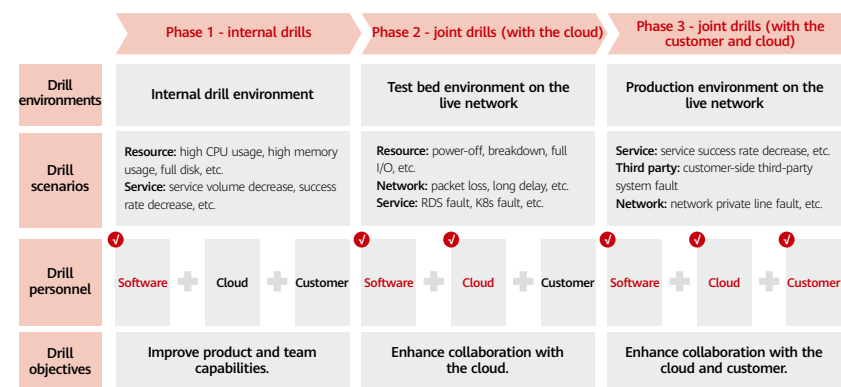 Phase 1 - internal drills
Phase 2 - joint drills (with the cloud)
Phase 3 - joint drills (with the
customer and cloud)
Drill
environments
Internal drill environment
Test bed environment on the
live network
Production environment on the
live network
Drill
scenarios
Resource: high CPU usage, high memory
usage, full disk, etc.
Service: service volume decrease, success
rate decrease, etc.
Resource: power-off, breakdown, full
I/O, etc.
Network: packet loss, long delay, etc.
Service: RDS fault, K8s fault, etc.
Service: service success rate decrease, etc.
Third party: customer-side third-party
system fault
Network: network private line fault, etc.
Drill
personnel
√
Software
+
Cloud
+
Customer
√
Software
+
√
Cloud
+
Customer
√
Software
+
√
Cloud
+
√
Customer
Drill
objectives
Improve product and team
capabilities.
Enhance collaboration with
the cloud.
Enhance collaboration with the
cloud and customer.